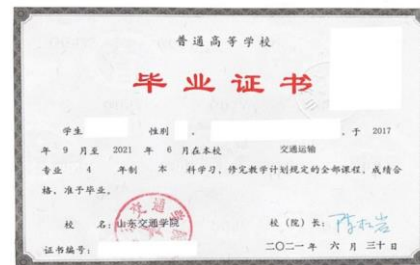 普通高等学校
毕业证书
学生 性别 ， ，于 2017
年 9 月至 2021 年 6 月在本校 交通运输
专业 4 年制 本 科学习，修完教学计划规定的全部课程，成绩合
格，准予毕业。
校 名：山东交通学院 校（院）长：
证书编号： 二〇二一年 六 月 三十 日